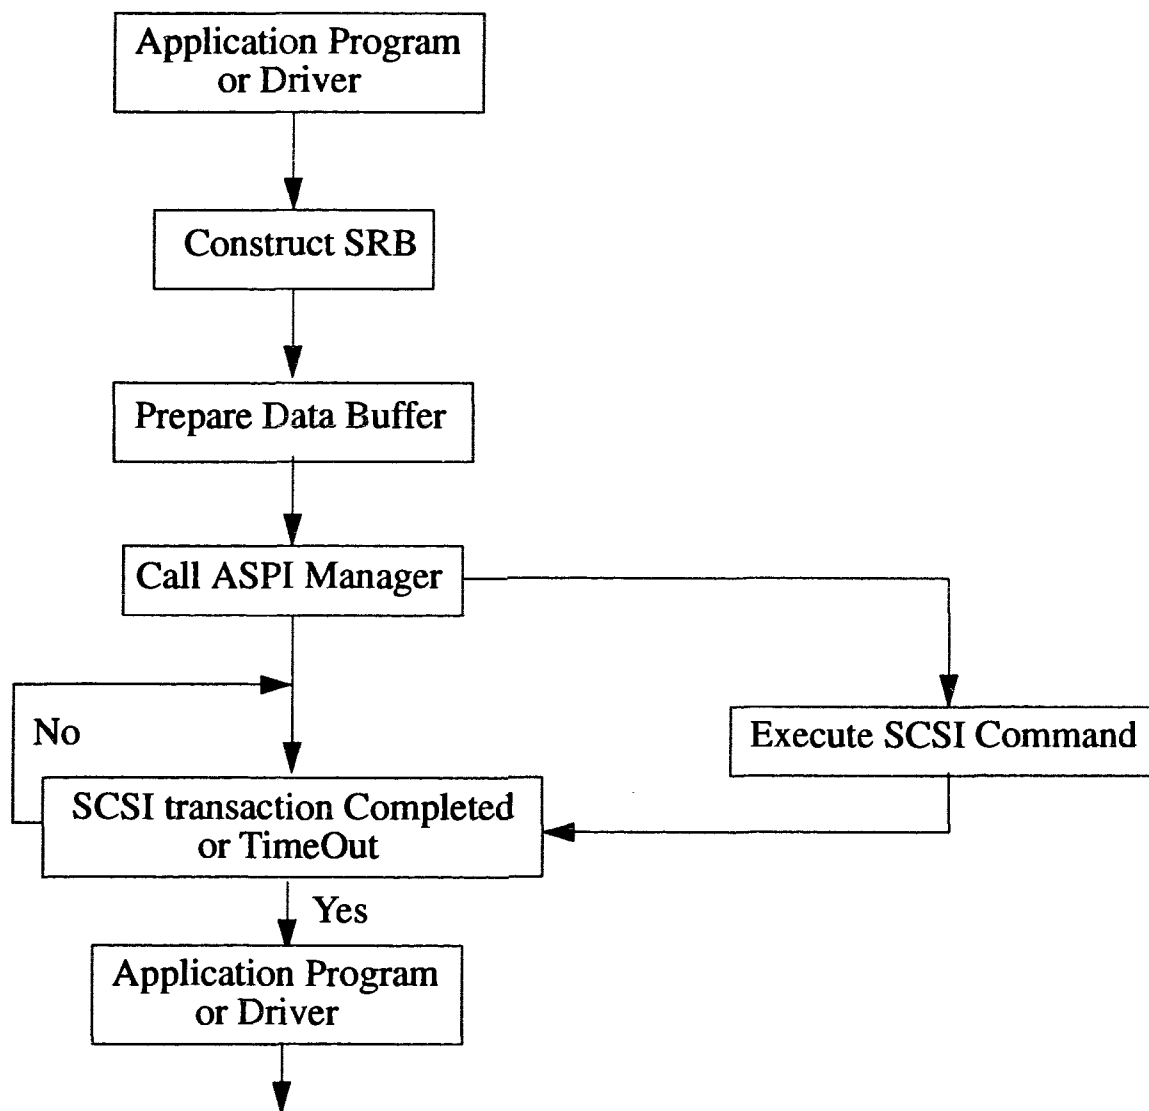 Application Program
or Driver
Construct SRB
Prepare Data Buffer
Call ASPI Manager
No
Execute SCSI Command
SCSI transaction Completed
or TimeOut
Yes
Application Program
or Driver